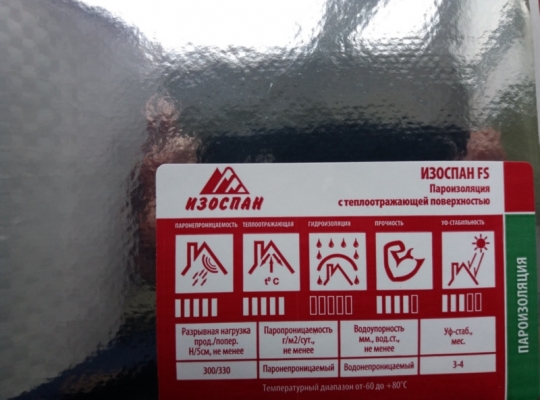 ИЗОСПАН
ИЗОСПАН FS
Пароизоляция
с теплоотражающей поверхностью
ПАРОНЕПРОНИЦАЕМОСТЬ ТЕПЛООТРАЖАЮЩАЯ ГИДРОИЗОЛЯЦИЯ ПРОЧНОСТЬ УФ-СТАБИЛЬНОСТЬ
t° C
Разрывная нагрузка прод./попер. Н/5см, не менее
Паропроницаемость г/м2/сут., не менее
Водоупорность мм., вод.ст., не менее
Уф-стаб., мес.
300/330 Паронепроницаемый Водонепроницаемый 3-4
Температурный диапазон от-60 до +80°С
ПАРОИЗОЛЯЦИЯ